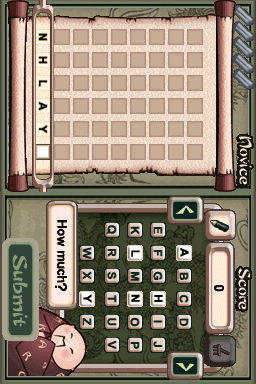 Novice
N H L A Y
Score
0
A B C D
E F G H I J
K L M N O P
Q R S T U V
W X Y Z
How much?
Submit